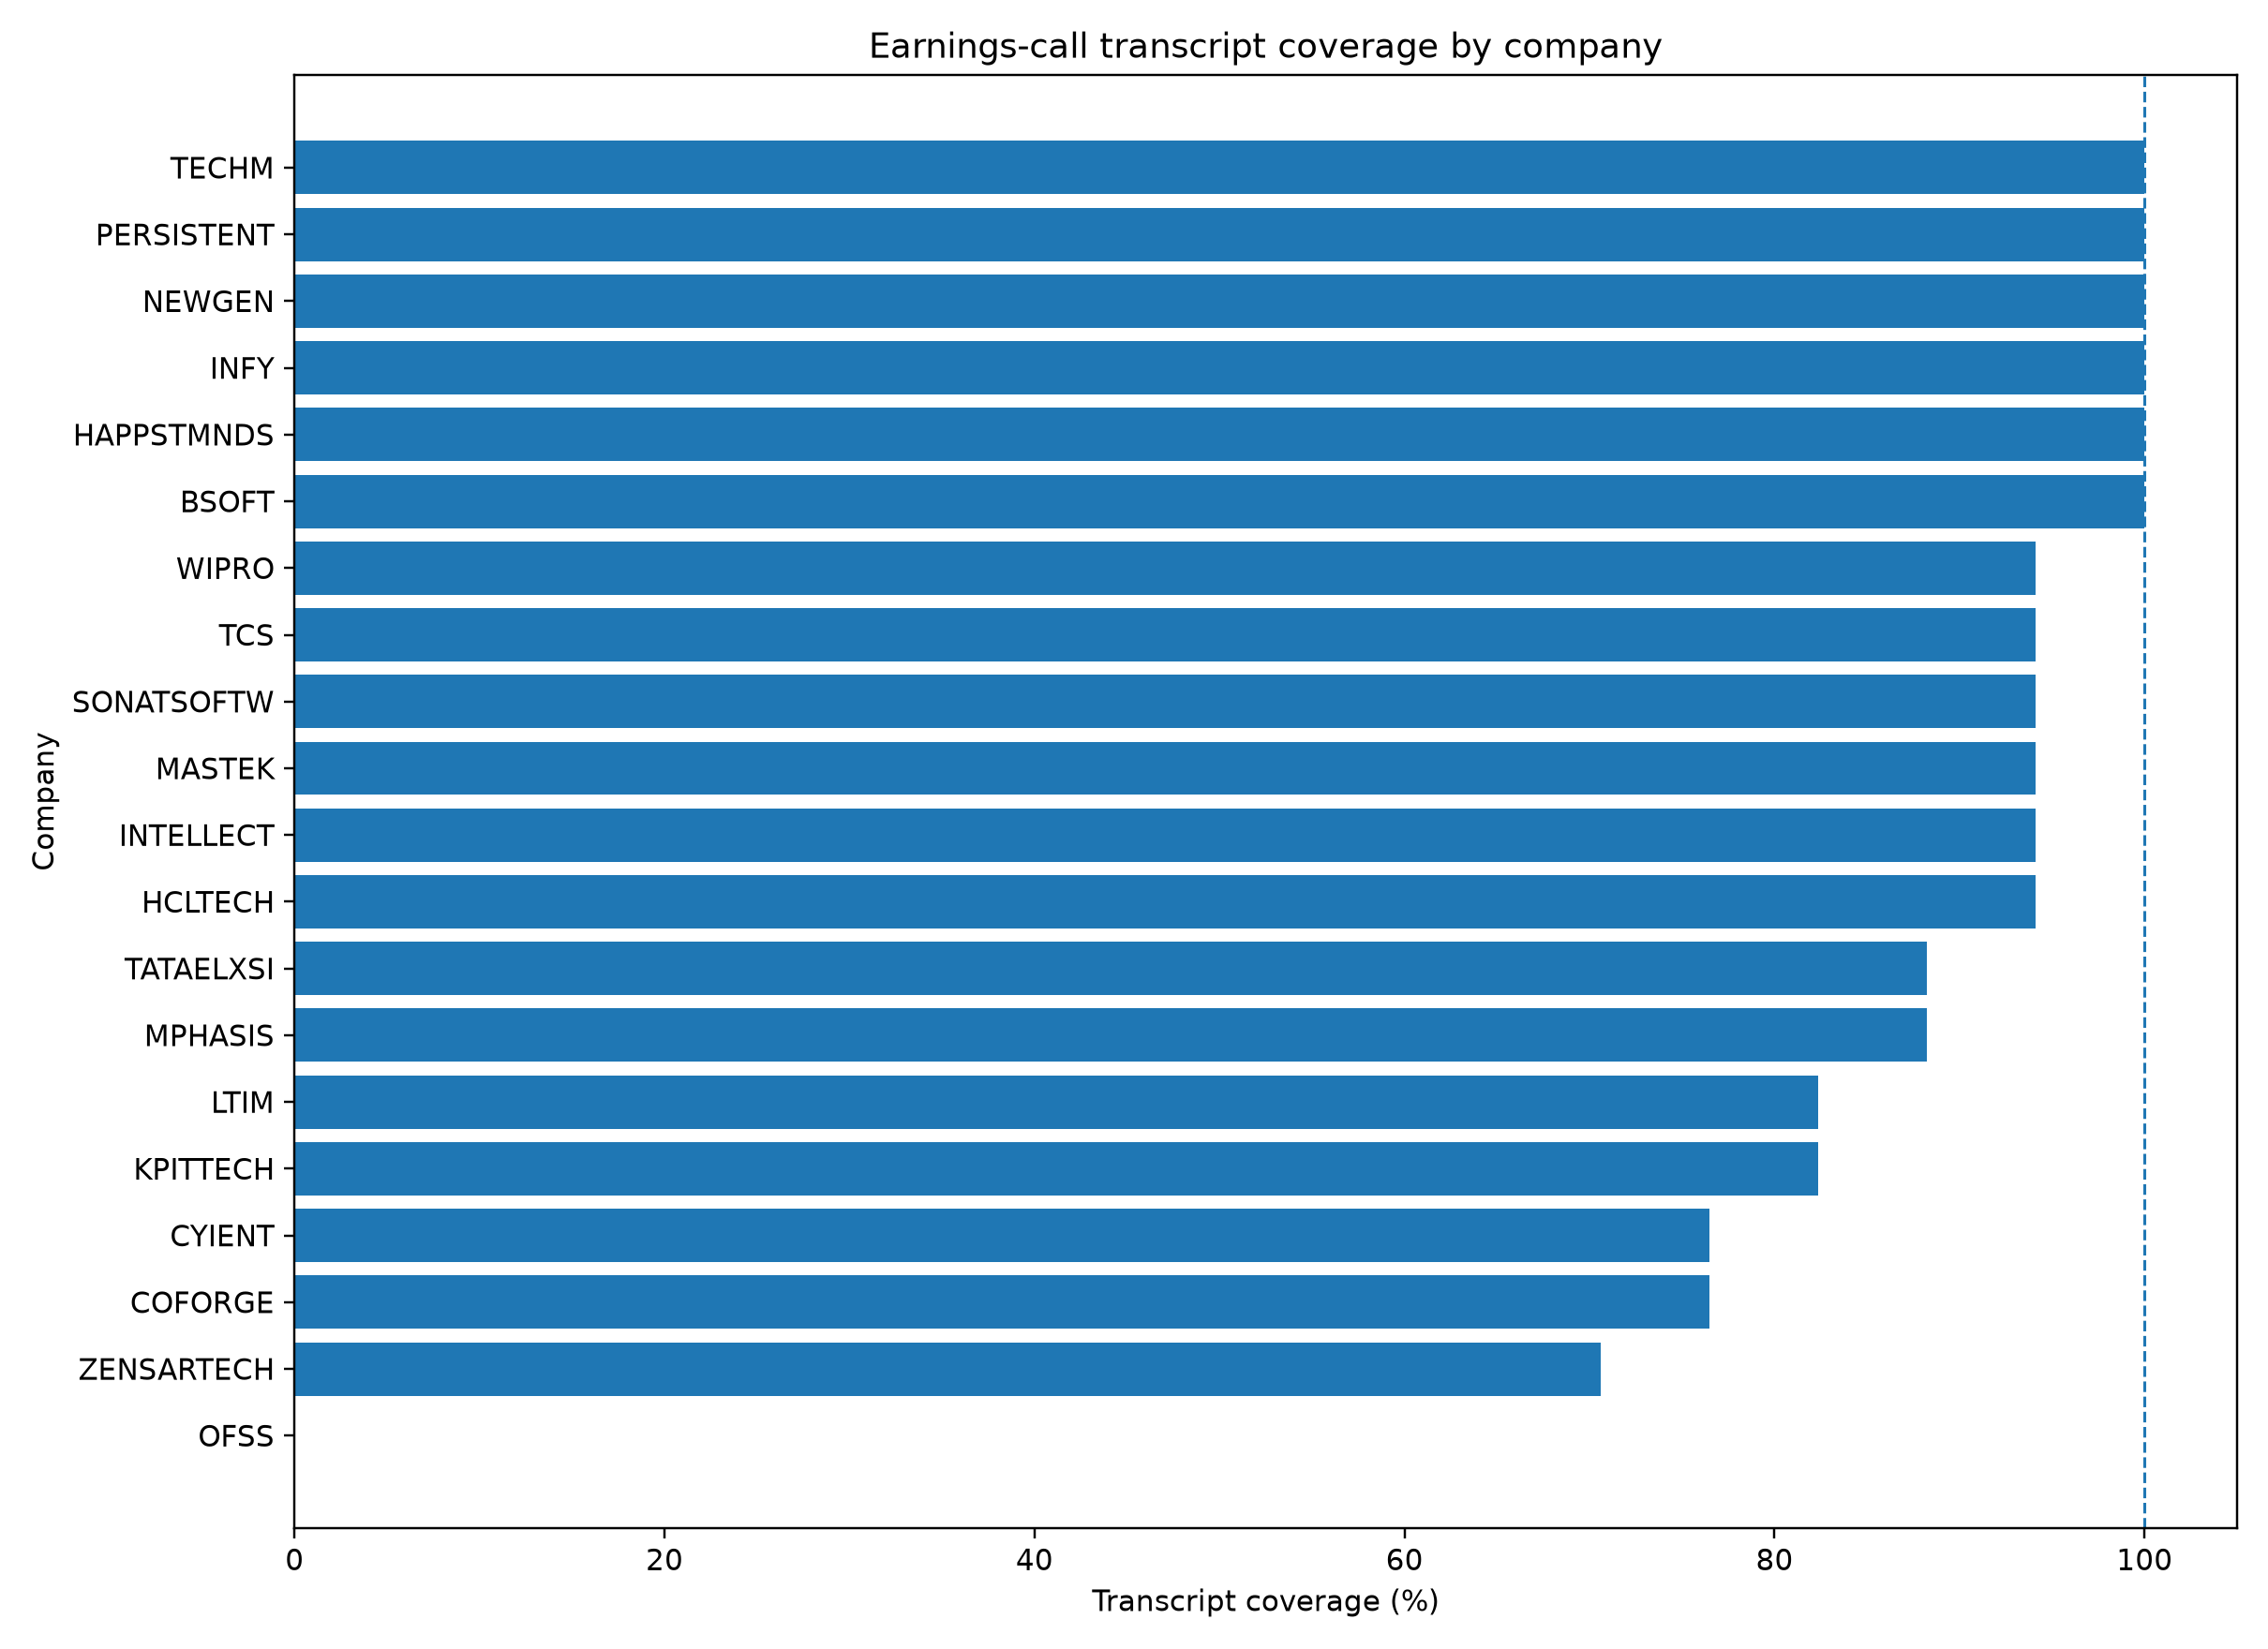 Earnings-call transcript coverage by company
TECHM
PERSISTENT
NEWGEN
INFY
HAPPSTMNDS
BSOFT
WIPRO
TCS
SONATSOFTW
MASTEK
INTELLECT
HCLTECH
TATAELXSI
MPHASIS
LTIM
KPITTECH
CYIENT
COFORGE
ZENSARTECH
OFSS
Company
0 20 40 60 80 100
Transcript coverage (%)